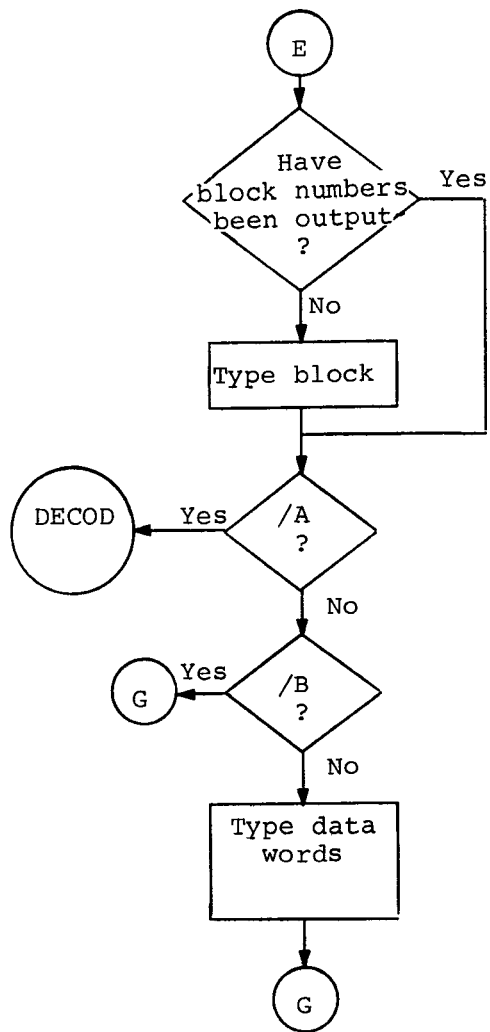 E
Have
block numbers
been output
?
Yes
No
Type block
DECOD
Yes
/A
?
No
G
Yes
/B
?
No
Type data
words
G